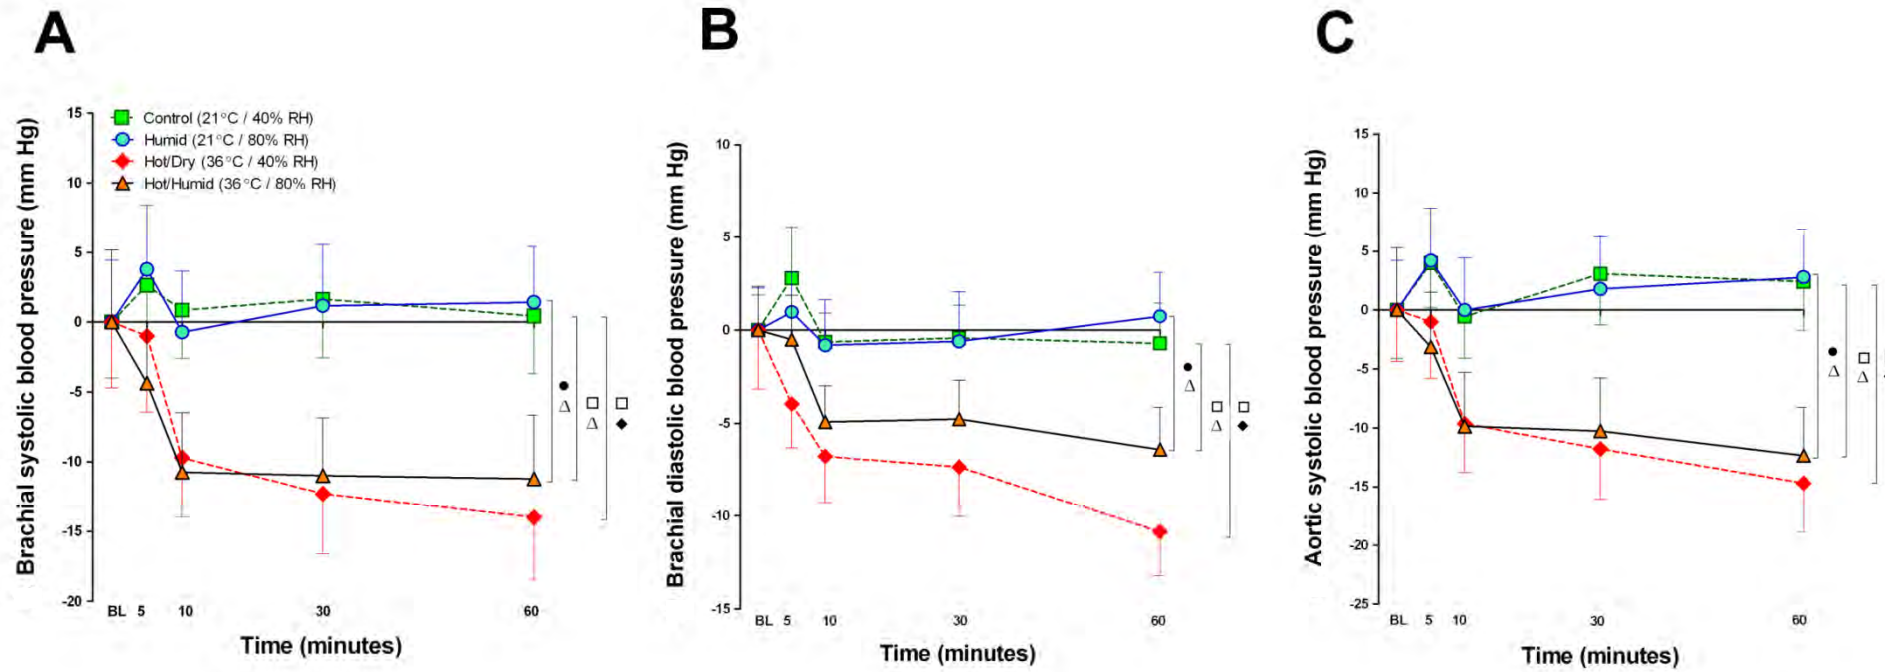 A
B
C
Brachial systolic blood pressure (mm Hg)
15
10
5
0
-5
-10
-15
-20
Control (21°C / 40% RH)
Humid (21°C / 80% RH)
Hot/Dry (36°C / 40% RH)
Hot/Humid (36°C / 80% RH)
● □ □
Δ Δ ◆
BL 5 10 30 60
Time (minutes)
Brachial diastolic blood pressure (mm Hg)
10
5
0
-5
-10
-15
● □ □
Δ Δ ◆
BL 5 10 30 60
Time (minutes)
Aortic systolic blood pressure (mm Hg)
15
10
5
0
-5
-10
-15
-20
-25
● □
Δ Δ
BL 5 10 30 60
Time (minutes)